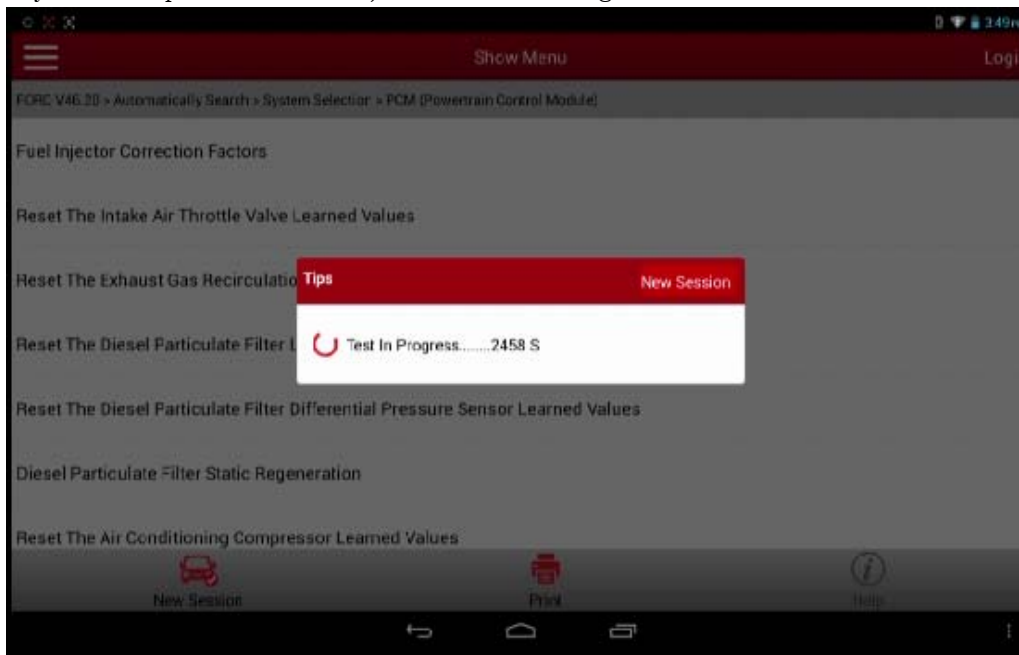 3:49
Show Menu
Logi
V46.20 > Automatically Search > System Selection > PCM (Powertrain Control Module)
Fuel Injector Correction Factors
Reset The Intake Air Throttle Valve Learned Values
Reset The Exhaust Gas Recirculatio
Tips
New Session
Reset The Diesel Particulate Filter L
Test In Progress........2458 S
Reset The Diesel Particulate Filter Differential Pressure Sensor Learned Values
Diesel Particulate Filter Static Regeneration
Reset The Air Conditioning Compressor Learned Values
New Session
Print
Help